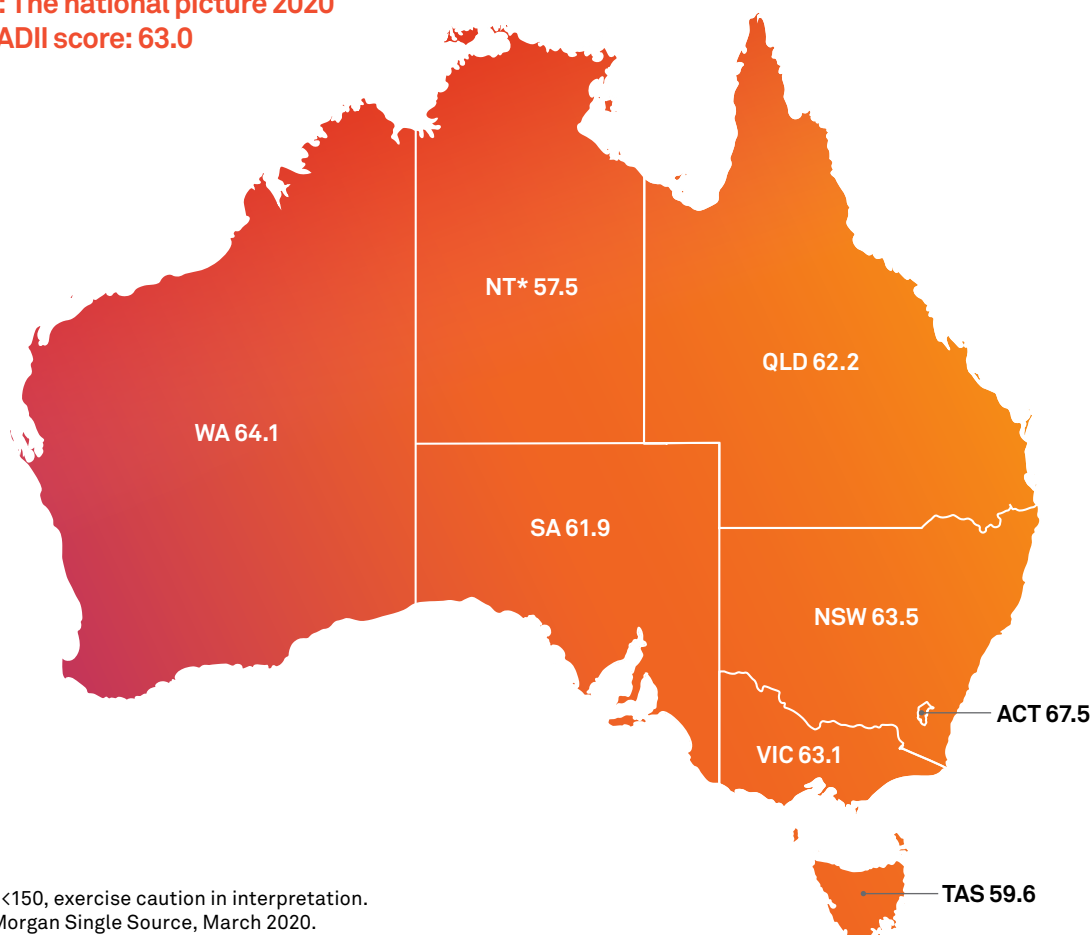 : The national picture 2020
ADII score: 63.0
NT* 57.5
QLD 62.2
WA 64.1
SA 61.9
NSW 63.5
ACT 67.5
VIC 63.1
TAS 59.6
<150, exercise caution in interpretation.
Morgan Single Source, March 2020.